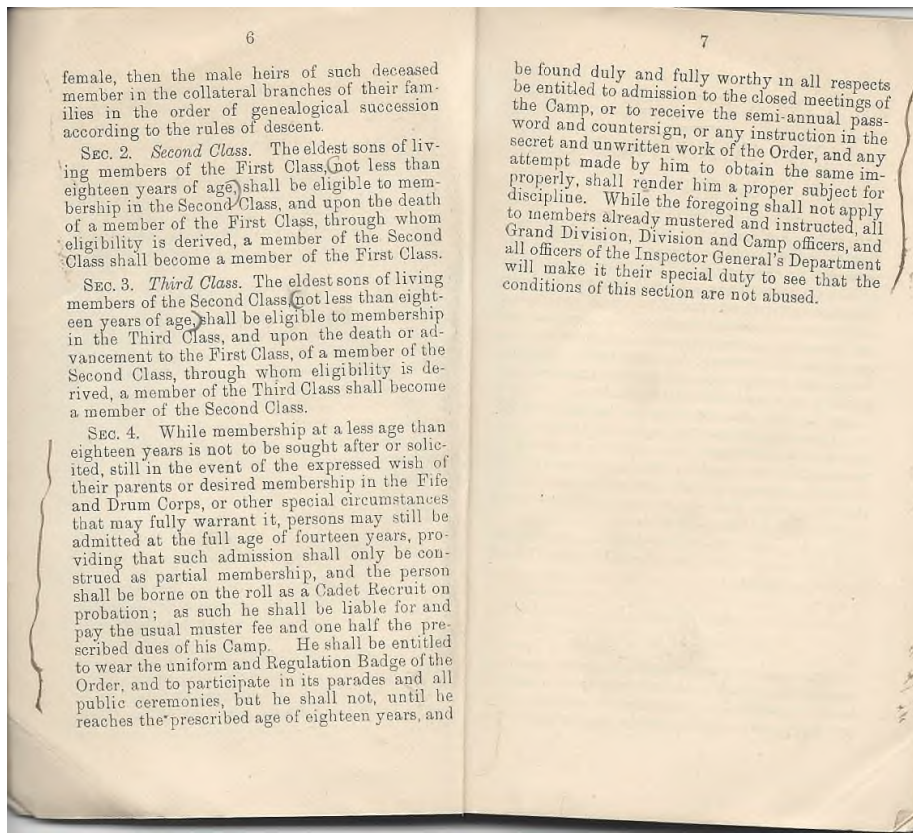 6
female, then the male heirs of such deceased
member in the collateral branches of their fam-
ilies in the order of genealogical succession
according to the rules of descent.
SEC. 2. Second Class. The eldest sons of liv-
ing members of the First Class,(not less than
eighteen years of age,) shall be eligible to mem-
bership in the Second Class, and upon the death
of a member of the First Class, through whom
eligibility is derived, a member of the Second
Class shall become a member of the First Class.
SEC. 3. Third Class. The eldest sons of living
members of the Second Class,(not less than eight-
een years of age,) shall be eligible to membership
in the Third Class, and upon the death or ad-
vancement to the First Class, of a member of the
Second Class, through whom eligibility is de-
rived, a member of the Third Class shall become
a member of the Second Class.
SEC. 4. While membership at a less age than
eighteen years is not to be sought after or solic-
ited, still in the event of the expressed wish of
their parents or desired membership in the Fife
and Drum Corps, or other special circumstances
that may fully warrant it, persons may still be
admitted at the full age of fourteen years, pro-
viding that such admission shall only be con-
strued as partial membership, and the person
shall be borne on the roll as a Cadet Recruit on
probation; as such he shall be liable for and
pay the usual muster fee and one half the pre-
scribed dues of his Camp. He shall be entitled
to wear the uniform and Regulation Badge of the
Order, and to participate in its parades and all
public ceremonies, but he shall not, until he
reaches the prescribed age of eighteen years, and
7
be found duly and fully worthy in all respects
be entitled to admission to the closed meetings of
the Camp, or to receive the semi-annual pass-
word and countersign, or any instruction in the
secret and unwritten work of the Order, and any
attempt made by him to obtain the same im-
properly, shall render him a proper subject for
discipline. While the foregoing shall not apply
to members already mustered and instructed, all
Grand Division, Division and Camp officers, and
all officers of the Inspector General's Department
will make it their special duty to see that the
conditions of this section are not abused.